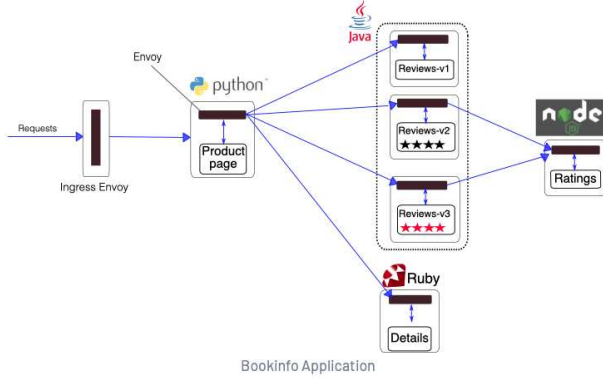 Java
Envoy
python
Reviews-v1
node
JS
Requests
Reviews-v2
★★★★
Product
page
Ratings
Ingress Envoy
Reviews-v3
★★★★
Ruby
Details
Bookinfo Application